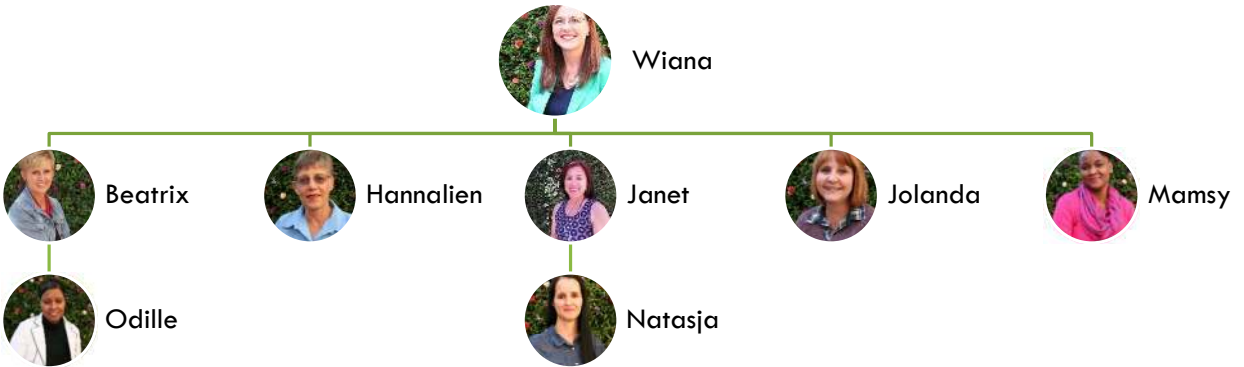 Wiana
Beatrix
Hannalien
Janet
Jolanda
Mamsy
Odille
Natasja